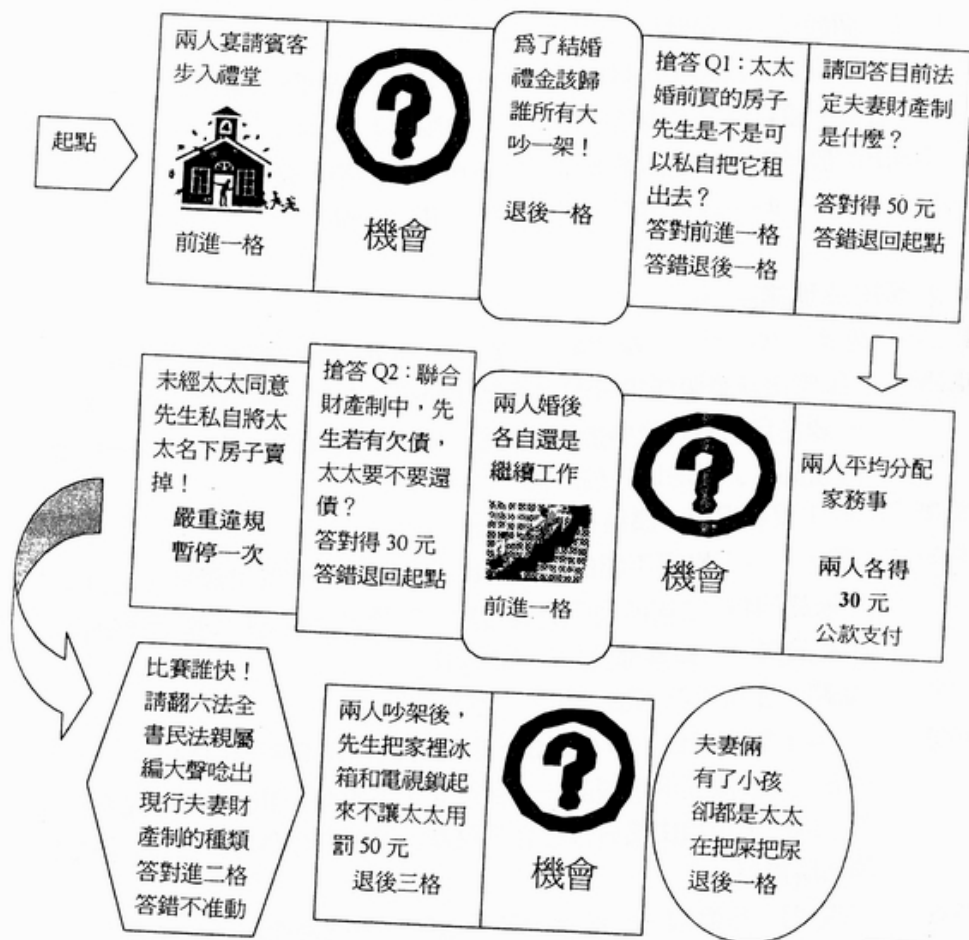 起點
兩人宴請賓客
步入禮堂
前進一格
機會
為了結婚
禮金該歸
誰所有大
吵一架！
退後一格
搶答 Q1：太太
婚前買的房子
先生是不是可
以私自把它租
出去？
答對前進一格
答錯退後一格
請回答目前法
定夫妻財產制
是什麼？
答對得 50 元
答錯退回起點
兩人平均分配
家務事
兩人各得
30 元
公款支付
機會
兩人婚後
各自還是
繼續工作
前進一格
搶答 Q2：聯合
財產制中，先
生若有欠債，
太太要不要還
債？
答對得 30 元
答錯退回起點
未經太太同意
先生私自將太
太名下房子賣
掉！
嚴重違規
暫停一次
比賽誰快！
請翻六法全
書民法親屬
編大聲唸出
現行夫妻財
產制的種類
答對進二格
答錯不准動
兩人吵架後，
先生把家裡冰
箱和電視鎖起
來不讓太太用
罰 50 元
退後三格
機會
夫妻倆
有了小孩
卻都是太太
在把屎把尿
退後一格